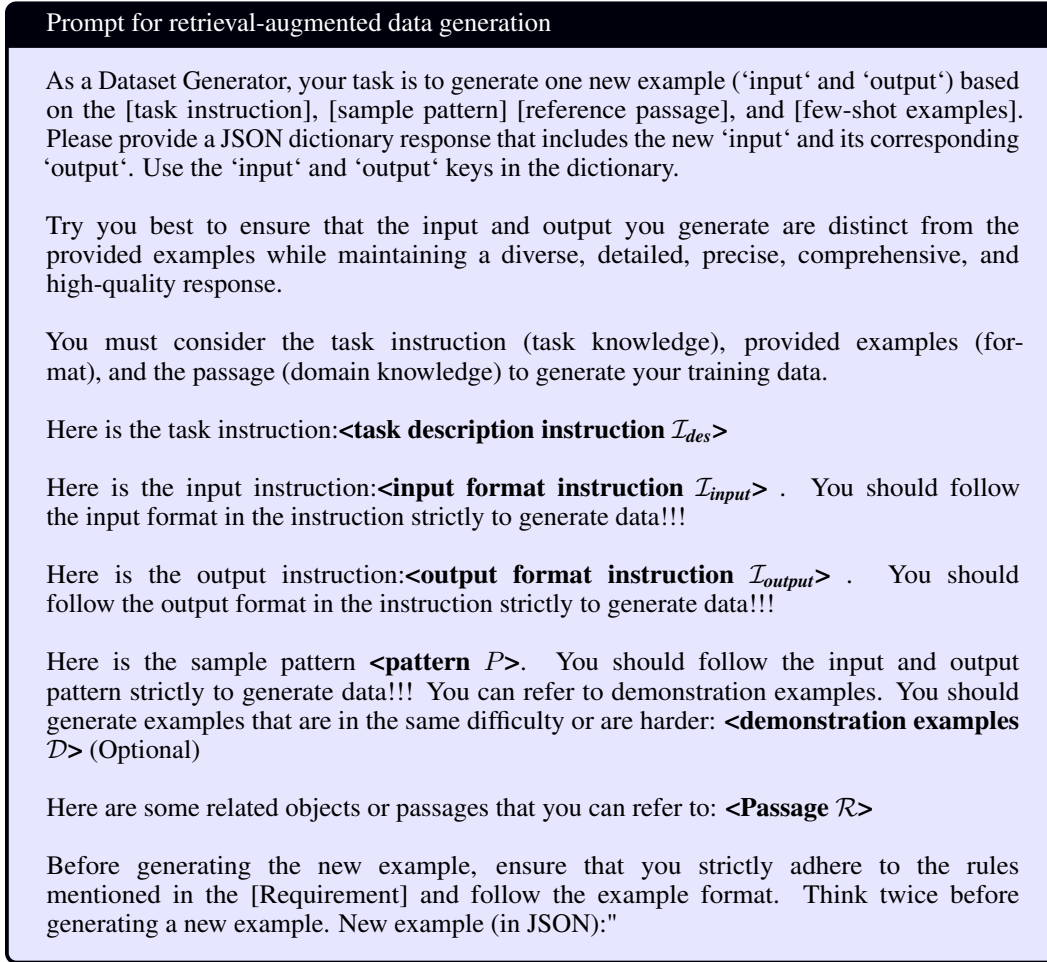 Prompt for retrieval-augmented data generation
As a Dataset Generator, your task is to generate one new example (‘input‘ and ‘output‘) based
on the [task instruction], [sample pattern] [reference passage], and [few-shot examples].
Please provide a JSON dictionary response that includes the new ‘input‘ and its corresponding
‘output‘. Use the ‘input‘ and ‘output‘ keys in the dictionary.
Try you best to ensure that the input and output you generate are distinct from the
provided examples while maintaining a diverse, detailed, precise, comprehensive, and
high-quality response.
You must consider the task instruction (task knowledge), provided examples (for-
mat), and the passage (domain knowledge) to generate your training data.
Here is the task instruction:<task description instruction I_des>
Here is the input instruction:<input format instruction I_input> . You should follow
the input format in the instruction strictly to generate data!!!
Here is the output instruction:<output format instruction I_output> . You should
follow the output format in the instruction strictly to generate data!!!
Here is the sample pattern <pattern P>. You should follow the input and output
pattern strictly to generate data!!! You can refer to demonstration examples. You should
generate examples that are in the same difficulty or are harder: <demonstration examples
D> (Optional)
Here are some related objects or passages that you can refer to: <Passage R>
Before generating the new example, ensure that you strictly adhere to the rules
mentioned in the [Requirement] and follow the example format. Think twice before
generating a new example. New example (in JSON):"